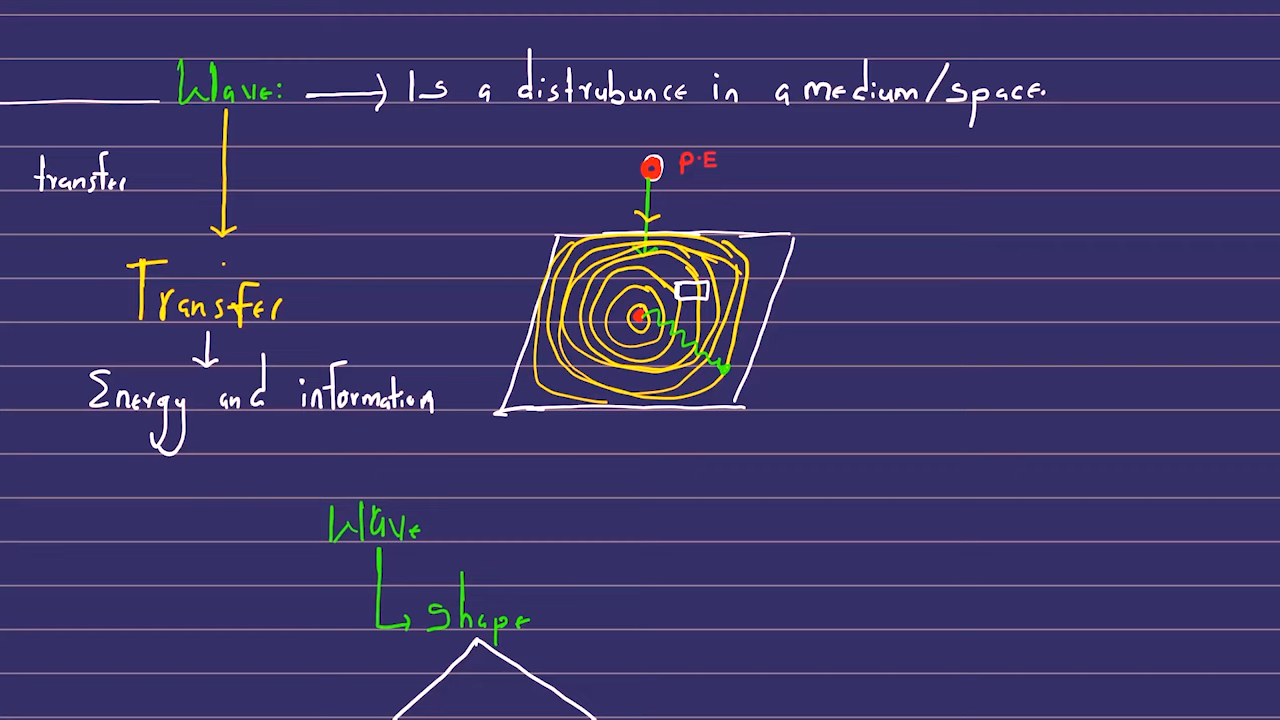 Wave: Is a distrubunce in a medium/space.
transfer
P.E
Transfer
Energy and information
Wave
shape